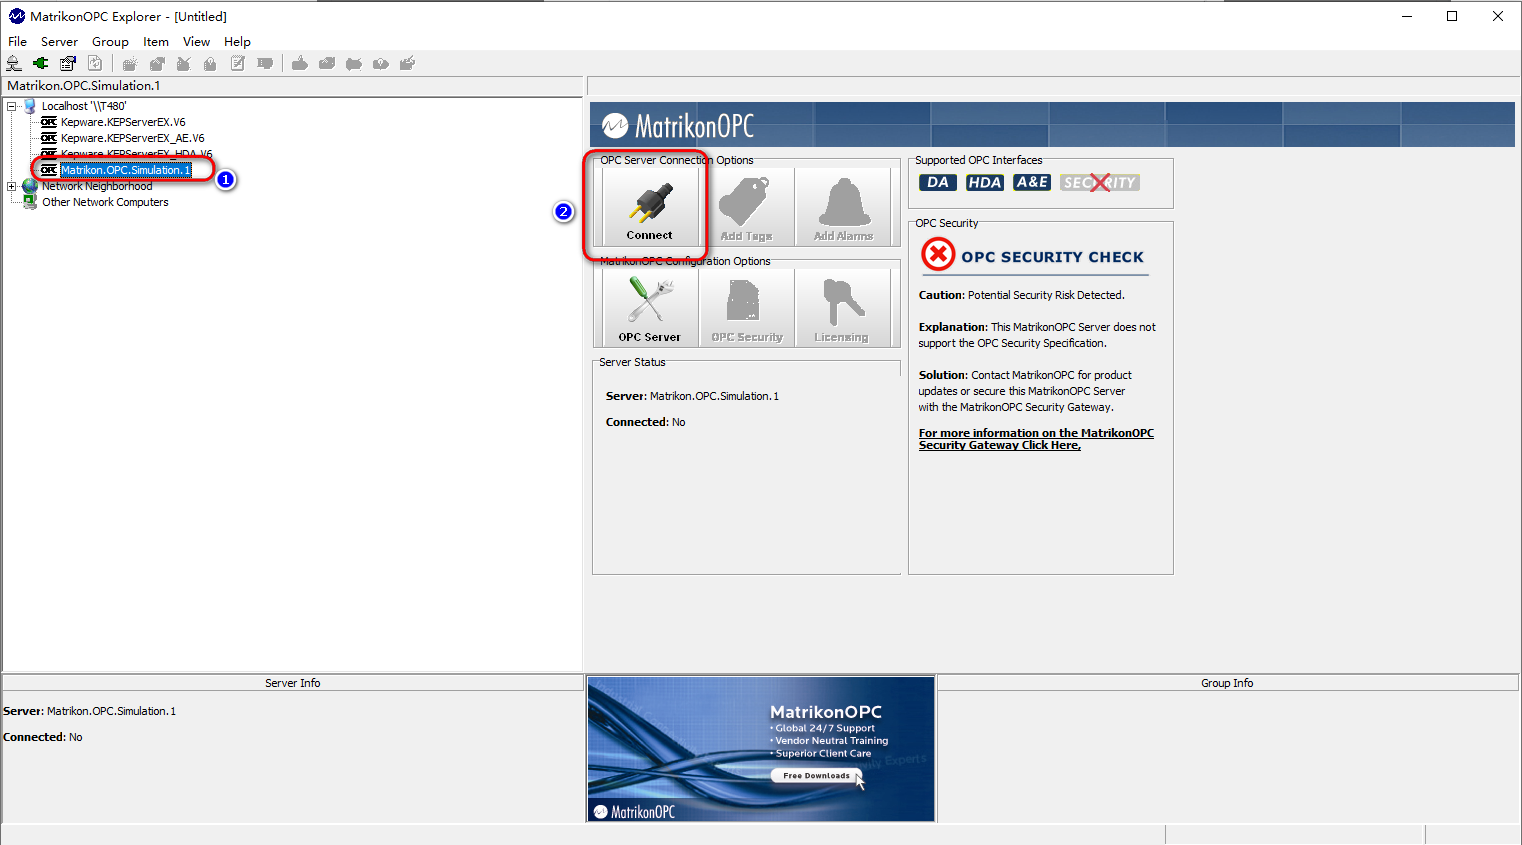 MatrikonOPC Explorer - [Untitled]
File Server Group Item View Help
Matrikon.OPC.Simulation.1
Localhost '\\T480'
OPC Kepware.KEPServerEX.V6
OPC Kepware.KEPServerEX_AE.V6
OPC Kepware.KEPServerEX_HDA.V6
OPC Matrikon.OPC.Simulation.1
1
Network Neighborhood
Other Network Computers
MatrikonOPC
OPC Server Connection Options
2
Connect
Add Tags
Add Alarms
MatrikonOPC Configuration Options
OPC Server
OPC Security
Licensing
Server Status
Server: Matrikon.OPC.Simulation.1
Connected: No
Supported OPC Interfaces
DA HDA A&E SECURITY
OPC Security
OPC SECURITY CHECK
Caution: Potential Security Risk Detected.
Explanation: This MatrikonOPC Server does not
support the OPC Security Specification.
Solution: Contact MatrikonOPC for product
updates or secure this MatrikonOPC Server
with the MatrikonOPC Security Gateway.
For more information on the MatrikonOPC
Security Gateway Click Here.
Server Info
Server: Matrikon.OPC.Simulation.1
Connected: No
MatrikonOPC
• Global 24/7 Support
• Vendor Neutral Training
• Superior Client Care
Free Downloads
MatrikonOPC
Group Info